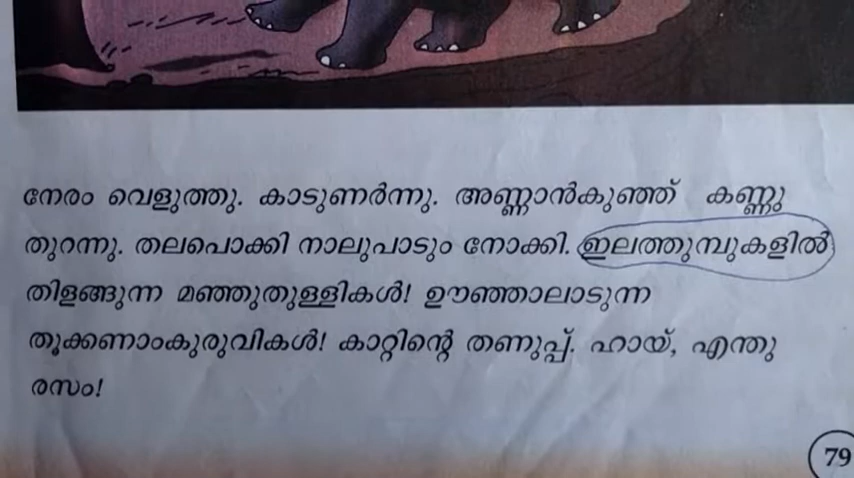 നേരം വെളുത്തു. കാടുണർന്നു. അണ്ണാൻകുഞ്ഞ് കണ്ണു
തുറന്നു. തലപൊക്കി നാലുപാടും നോക്കി. ഇലത്തുമ്പുകളിൽ
തിളങ്ങുന്ന മഞ്ഞുതുള്ളികൾ! ഊഞ്ഞാലാടുന്ന
തൂക്കണാംകുരുവികൾ! കാറ്റിന്റെ തണുപ്പ്. ഹായ്, എന്തു
രസം!
79